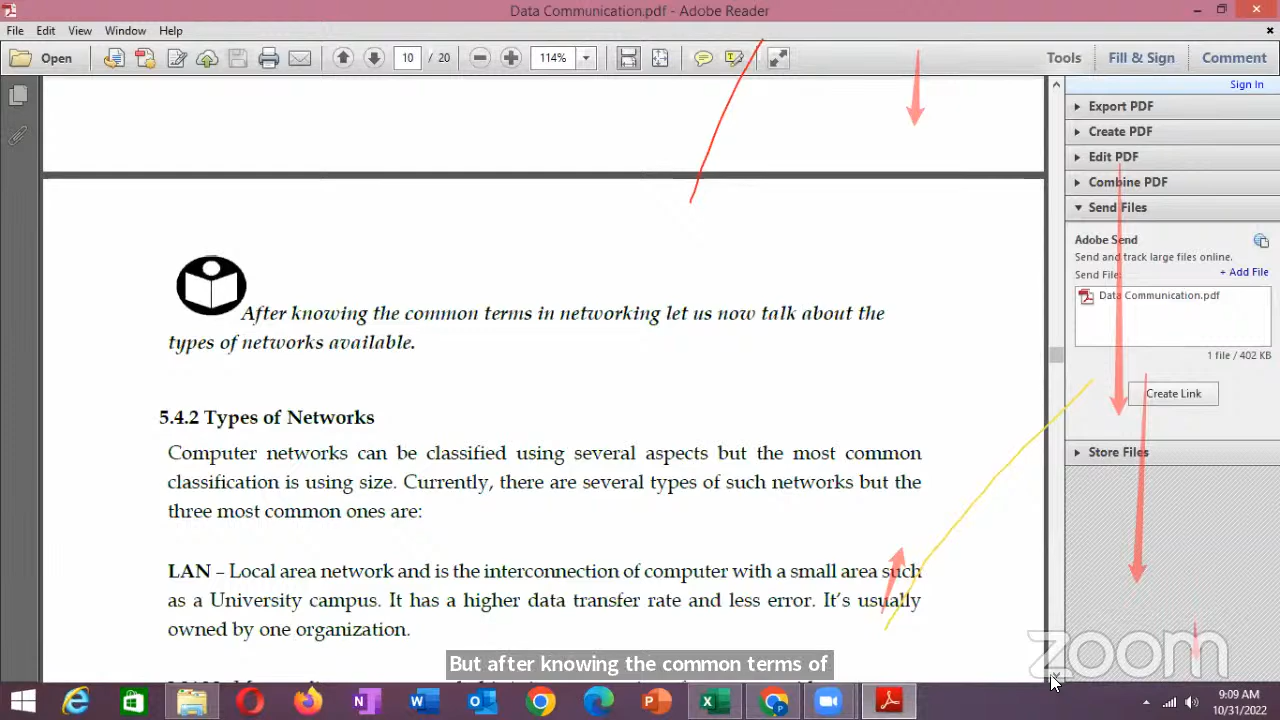 Data Communication.pdf - Adobe Reader
File Edit View Window Help
Open 10 / 20 114% Tools Fill & Sign Comment
Sign In
Export PDF
Create PDF
Edit PDF
Combine PDF
Send Files
Adobe Send
Send and track large files online.
Send File: + Add File
Data Communication.pdf
1 file / 402 KB
Create Link
Store Files
After knowing the common terms in networking let us now talk about the
types of networks available.
5.4.2 Types of Networks
Computer networks can be classified using several aspects but the most common
classification is using size. Currently, there are several types of such networks but the
three most common ones are:
LAN – Local area network and is the interconnection of computer with a small area such
as a University campus. It has a higher data transfer rate and less error. It's usually
owned by one organization.
But after knowing the common terms of
zoom
9:09 AM
10/31/2022